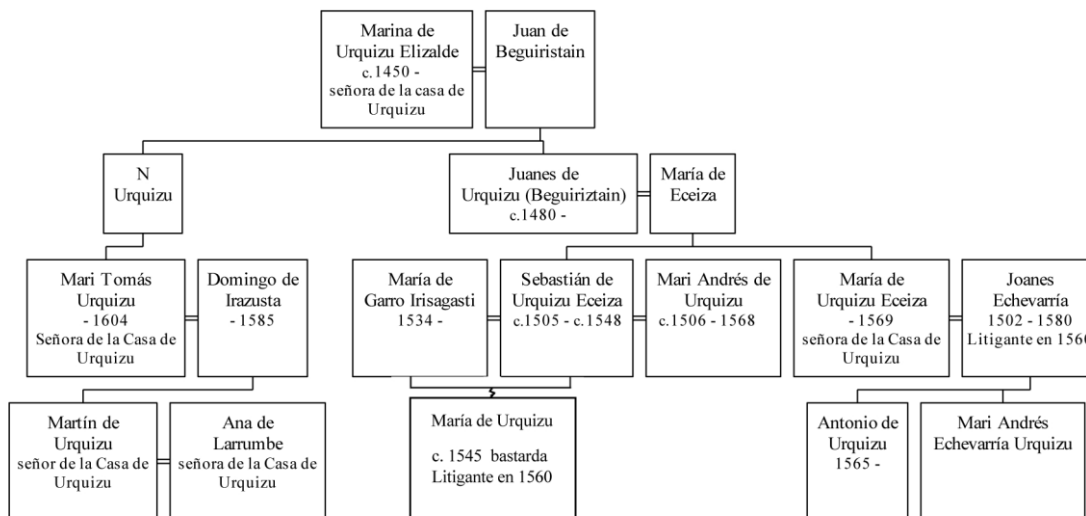 Marina de
Urquizu Elizalde
c.1450 -
señora de la casa de
Urquizu
Juan de
Beguiristain
N
Urquizu
Juanes de
Urquizu (Beguiriztain)
c.1480 -
María de
Eceiza
Mari Tomás
Urquizu
- 1604
Señora de la Casa de
Urquizu
Domingo de
Irazusta
- 1585
María de
Garro Irisagasti
1534 -
Sebastián de
Urquizu Eceiza
c.1505 - c.1548
Mari Andrés de
Urquizu
c.1506 - 1568
María de
Urquizu Eceiza
- 1569
señora de la Casa de
Urquizu
Joanes
Echevarría
1502 - 1580
Litigante en 1560
Martín de
Urquizu
señor de la Casa de
Urquizu
Ana de
Larrumbe
señora de la Casa de
Urquizu
María de Urquizu
c. 1545 bastarda
Litigante en 1560
Antonio de
Urquizu
1565 -
Mari Andrés
Echevarría Urquizu